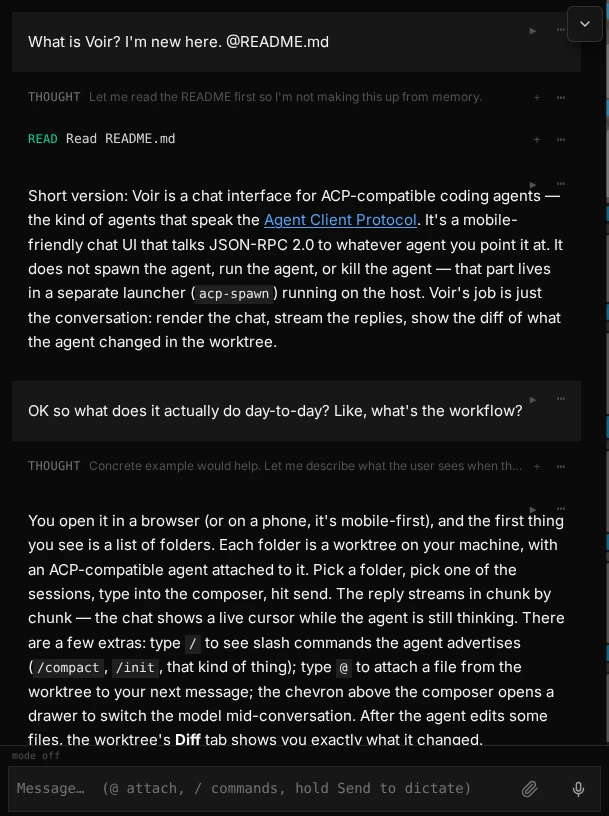 What is Voir? I'm new here. @README.md
THOUGHT Let me read the README first so I'm not making this up from memory.
READ Read README.md
Short version: Voir is a chat interface for ACP-compatible coding agents —
the kind of agents that speak the Agent Client Protocol. It's a mobile-
friendly chat UI that talks JSON-RPC 2.0 to whatever agent you point it at. It
does not spawn the agent, run the agent, or kill the agent — that part lives
in a separate launcher (acp-spawn) running on the host. Voir's job is just
the conversation: render the chat, stream the replies, show the diff of what
the agent changed in the worktree.
OK so what does it actually do day-to-day? Like, what's the workflow?
THOUGHT Concrete example would help. Let me describe what the user sees when th…
You open it in a browser (or on a phone, it's mobile-first), and the first thing
you see is a list of folders. Each folder is a worktree on your machine, with
an ACP-compatible agent attached to it. Pick a folder, pick one of the
sessions, type into the composer, hit send. The reply streams in chunk by
chunk — the chat shows a live cursor while the agent is still thinking. There
are a few extras: type / to see slash commands the agent advertises
(/compact, /init, that kind of thing); type @ to attach a file from the
worktree to your next message; the chevron above the composer opens a
drawer to switch the model mid-conversation. After the agent edits some
files, the worktree's Diff tab shows you exactly what it changed.
mode off
Message… (@ attach, / commands, hold Send to dictate)